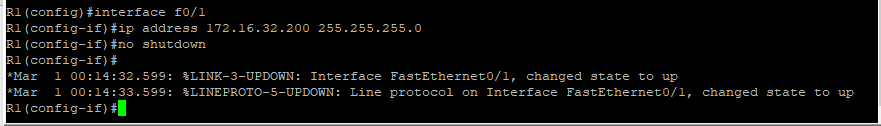 R1(config)#interface f0/1
R1(config-if)#ip address 172.16.32.200 255.255.255.0
R1(config-if)#no shutdown
R1(config-if)#
*Mar  1 00:14:32.599: %LINK-3-UPDOWN: Interface FastEthernet0/1, changed state to up
*Mar  1 00:14:33.599: %LINEPROTO-5-UPDOWN: Line protocol on Interface FastEthernet0/1, changed state to up
R1(config-if)#